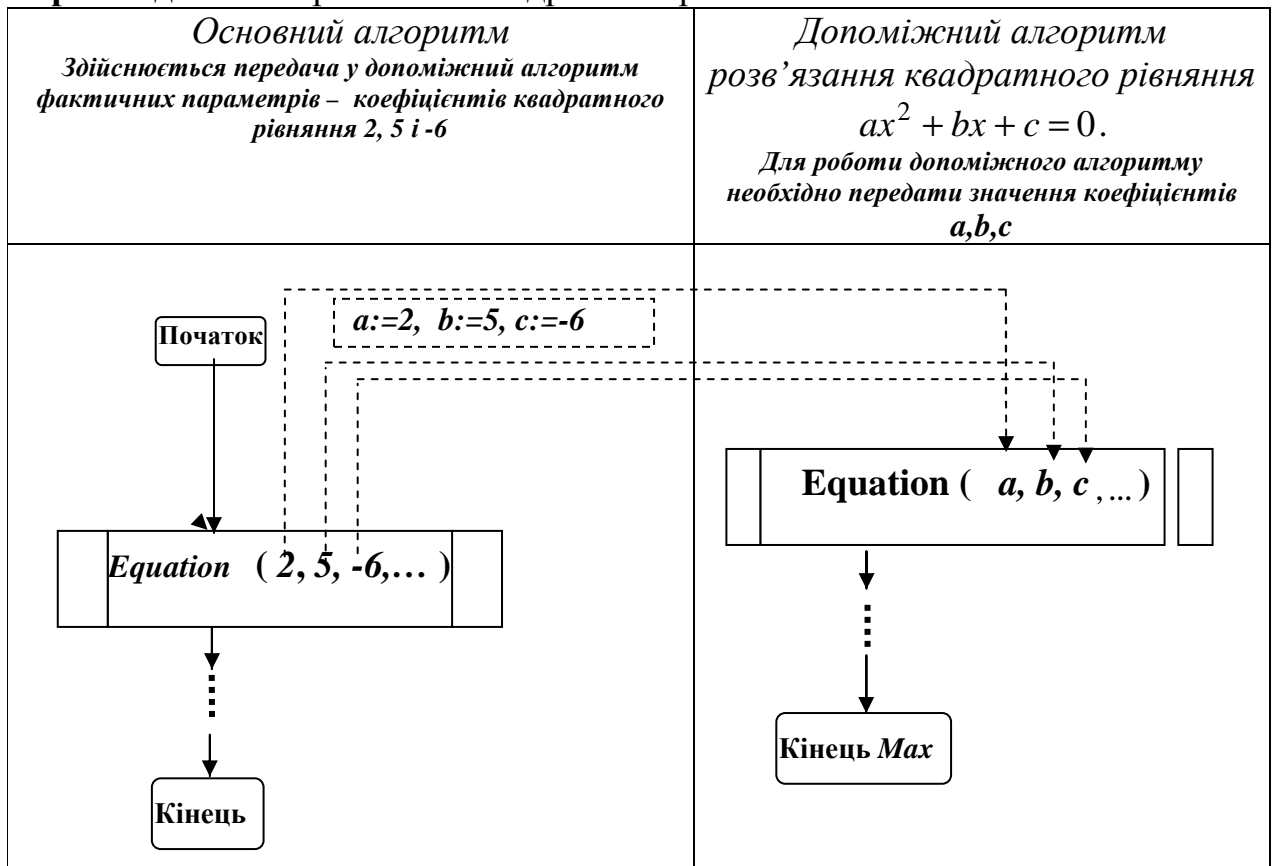 Основний алгоритм
Здійснюється передача у допоміжний алгоритм
фактичних параметрів – коефіцієнтів квадратного
рівняння 2, 5 і -6
Допоміжний алгоритм
розв’язання квадратного рівняння
ax² + bx + c = 0.
Для роботи допоміжного алгоритму
необхідно передати значення коефіцієнтів
a,b,c
a:=2, b:=5, c:=-6
Початок
Equation ( a, b, c , ... )
Equation ( 2, 5, -6,… )
Кінець Max
Кінець